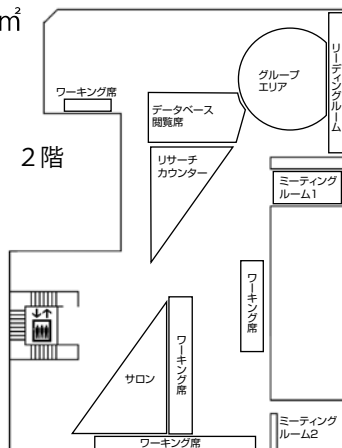 ㎡
グループ
エリア
リーディングルーム
ワーキング席
データベース
閲覧席
2階
リサーチ
カウンター
ミーティング
ルーム1
ワーキング席
ワーキング席
サロン
ミーティング
ルーム2
ワーキング席